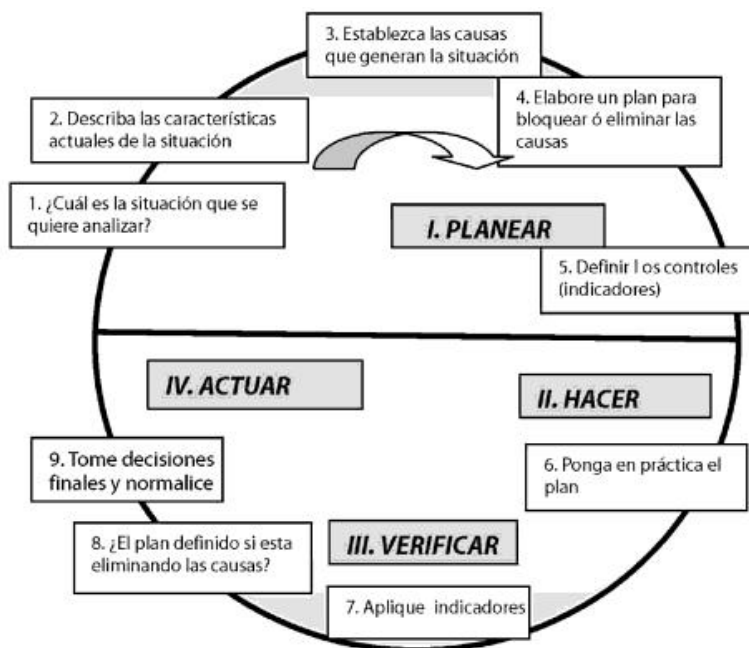 3. Establezca las causas
que generan la situación
4. Elabore un plan para
bloquear ó eliminar las
causas
2. Describa las características
actuales de la situación
1. ¿Cuál es la situación que se
quiere analizar?
I. PLANEAR
5. Definir l os controles
(indicadores)
IV. ACTUAR
II. HACER
9. Tome decisiones
finales y normalice
6. Ponga en práctica el
plan
III. VERIFICAR
8. ¿El plan definido si esta
eliminando las causas?
7. Aplique indicadores